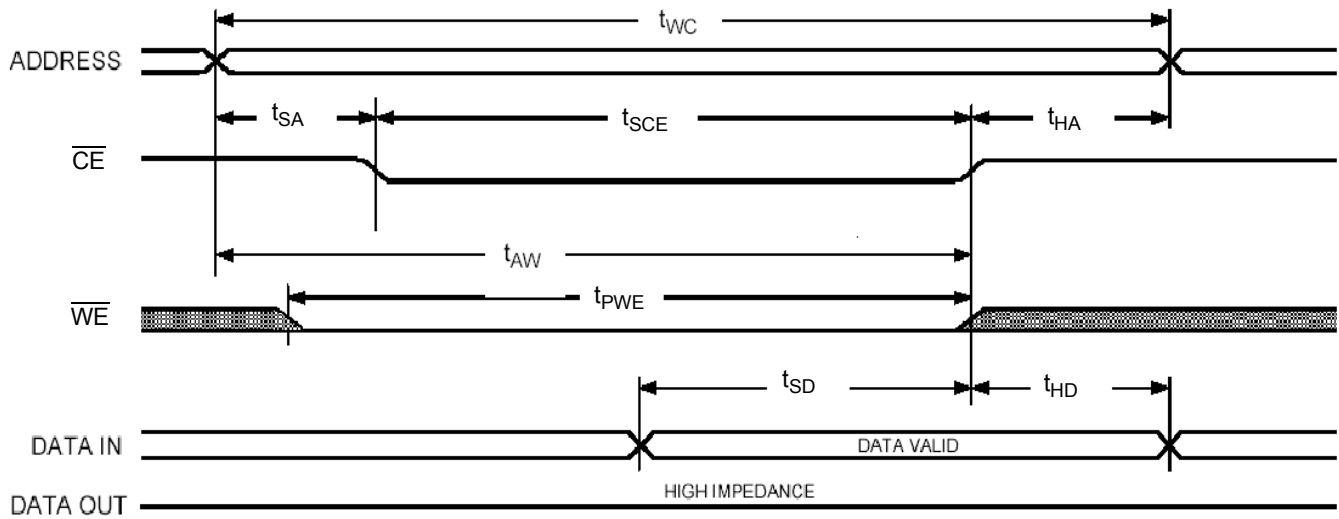 tWC
ADDRESS
tSA tSCE tHA
CE
tAW
tPWE
WE
tSD tHD
DATA IN DATA VALID
HIGH IMPEDANCE
DATA OUT